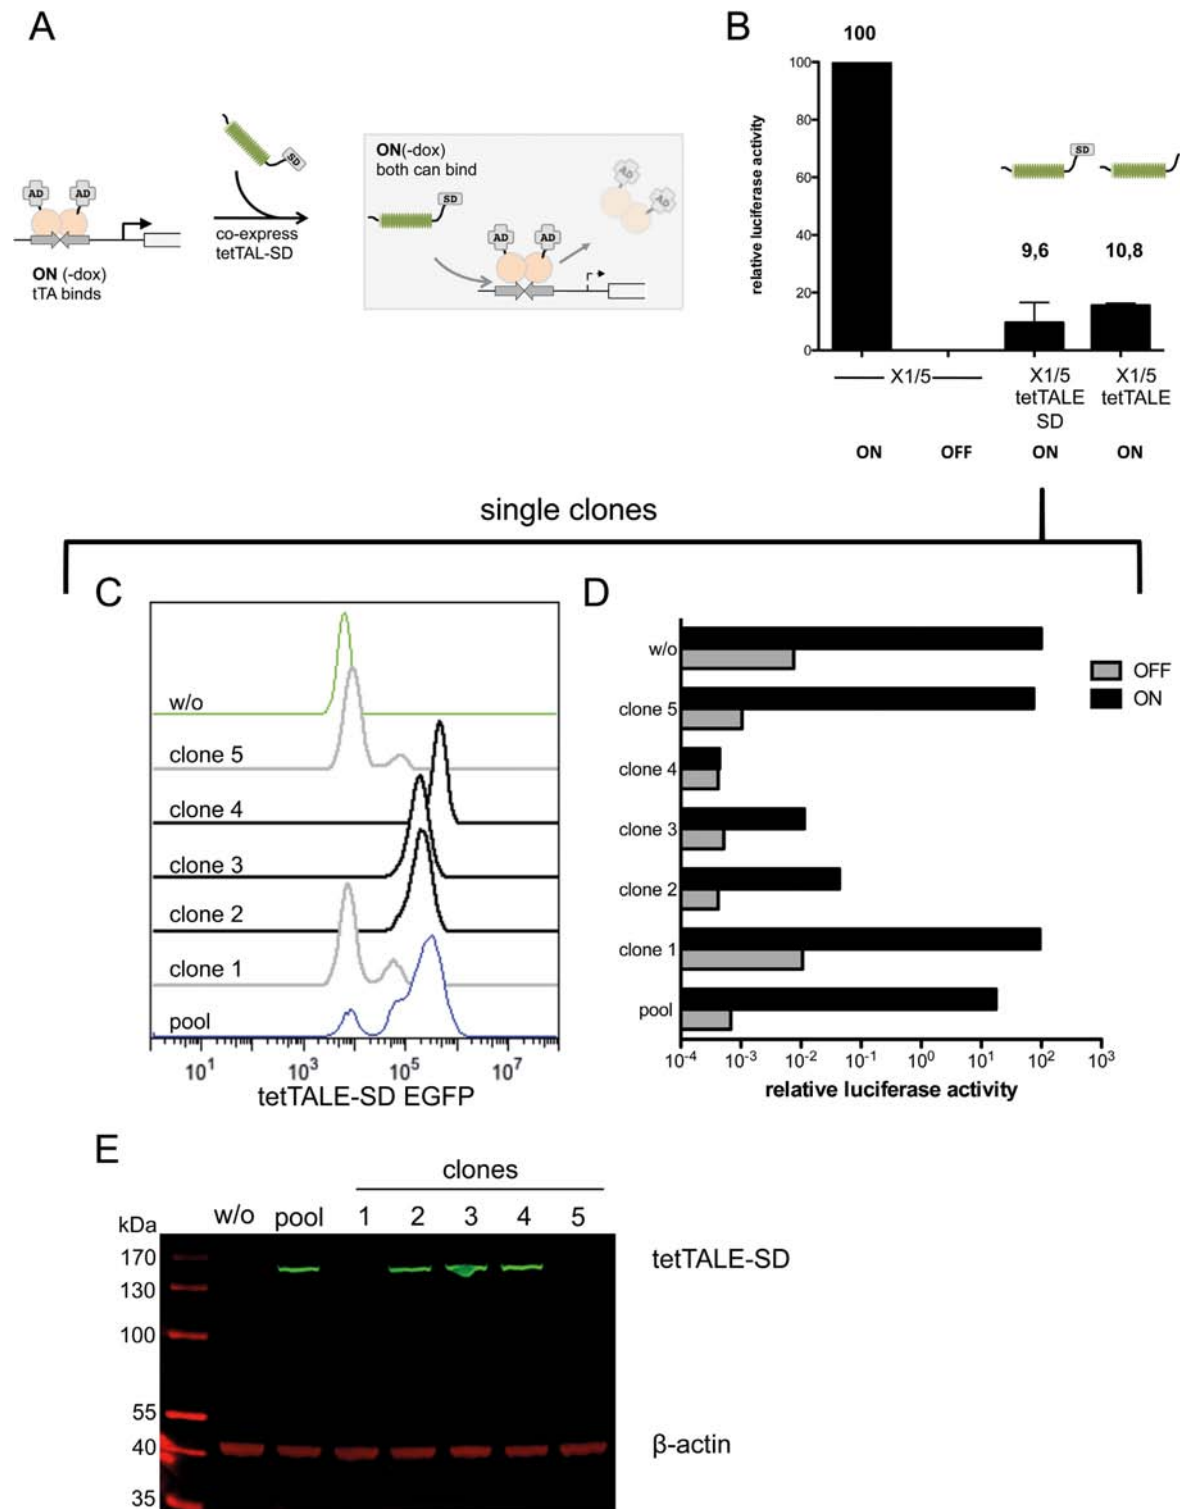 A
AD AD
ON (-dox)
tTA binds
SD
co-express
tetTAL-SD
ON(-dox)
both can bind
SD
AD AD
AD AD
B
100
relative luciferase activity
100
80
60
40
20
0
SD
9,6 10,8
X1/5
X1/5
tetTALE
SD
X1/5
tetTALE
ON OFF ON ON
single clones
C
w/o
clone 5
clone 4
clone 3
clone 2
clone 1
pool
10¹ 10³ 10⁵ 10⁷
tetTALE-SD EGFP
D
w/o
clone 5
clone 4
clone 3
clone 2
clone 1
pool
OFF
ON
10⁻⁴ 10⁻³ 10⁻² 10⁻¹ 10⁰ 10¹ 10² 10³
relative luciferase activity
E
clones
kDa w/o pool 1 2 3 4 5
170
130
100
55
40
35
tetTALE-SD
β-actin